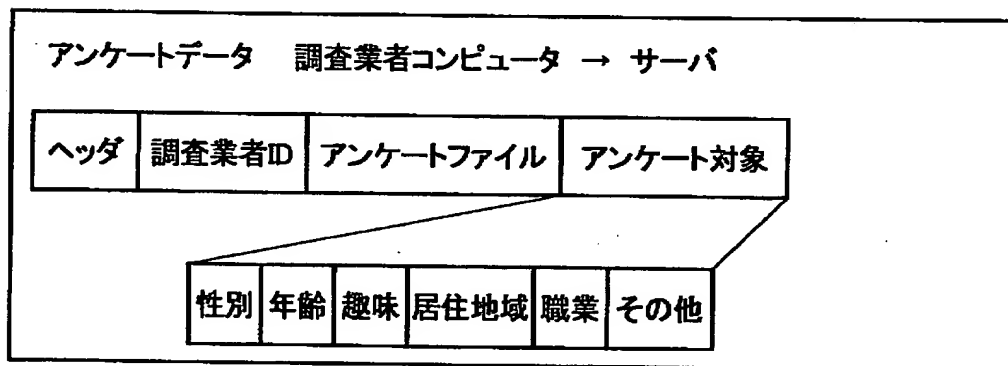 アンケートデータ 調査業者コンピュータ → サーバ
ヘッダ 調査業者ID アンケートファイル アンケート対象
性別 年齢 趣味 居住地域 職業 その他